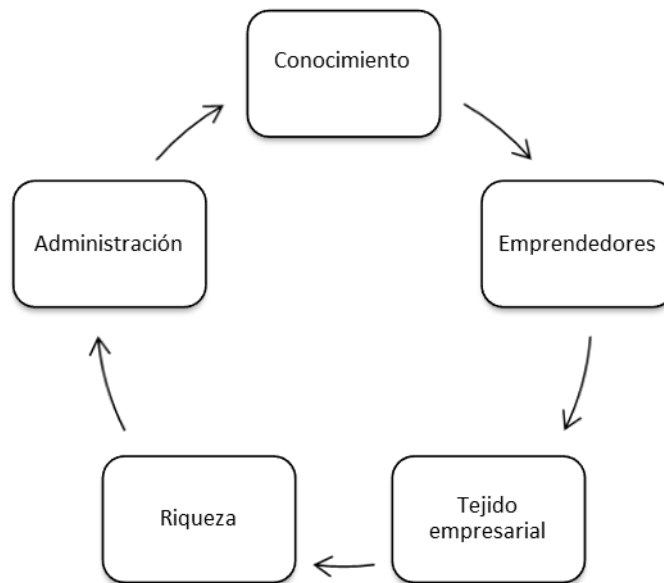 Conocimiento
Emprendedores
Tejido
empresarial
Riqueza
Administración